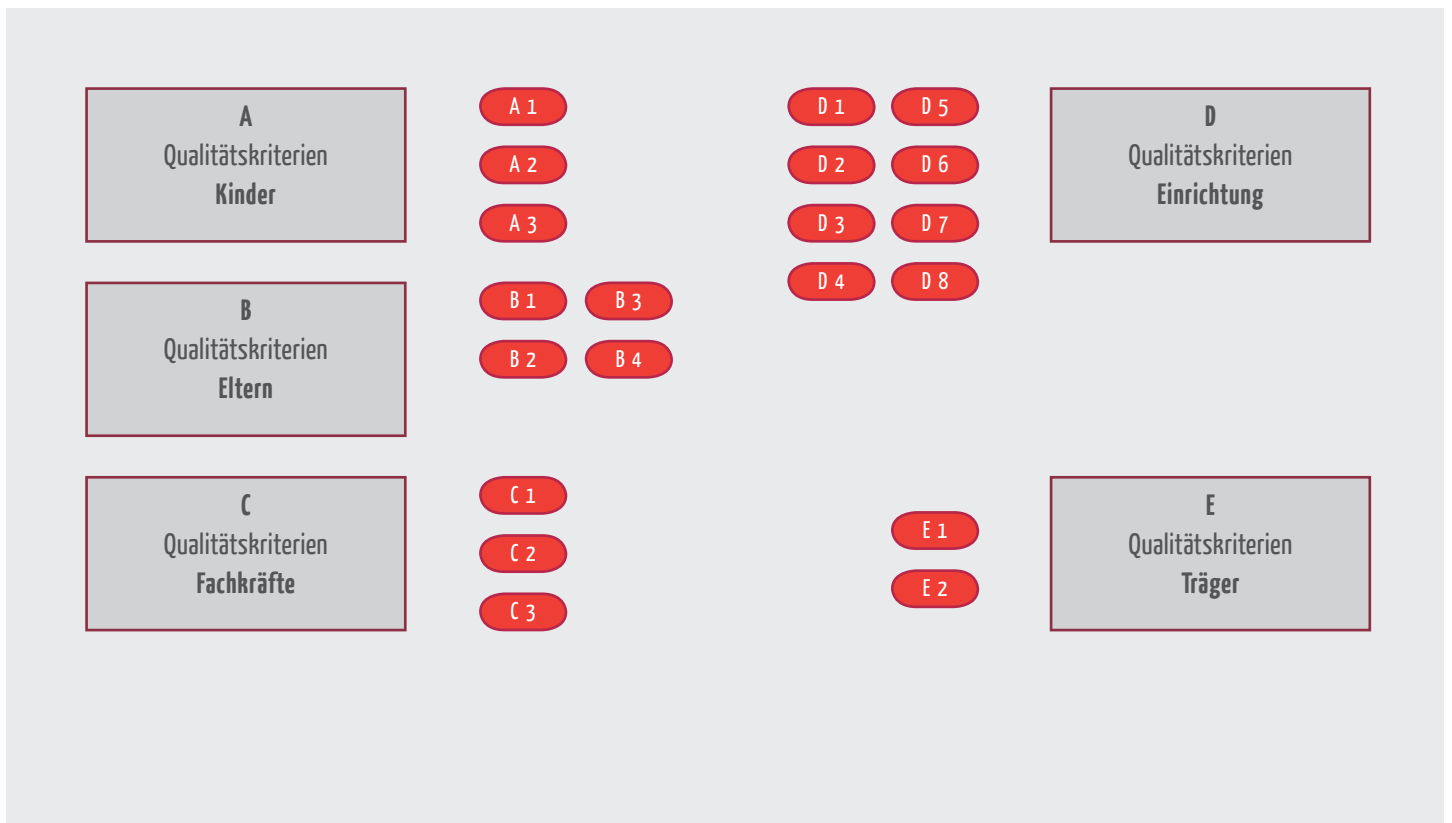 A
Qualitätskriterien
Kinder
A 1
A 2
A 3
B
Qualitätskriterien
Eltern
B 1 B 3
B 2 B 4
C
Qualitätskriterien
Fachkräfte
C 1
C 2
C 3
D 1 D 5
D 2 D 6
D 3 D 7
D 4 D 8
D
Qualitätskriterien
Einrichtung
E 1
E 2
E
Qualitätskriterien
Träger